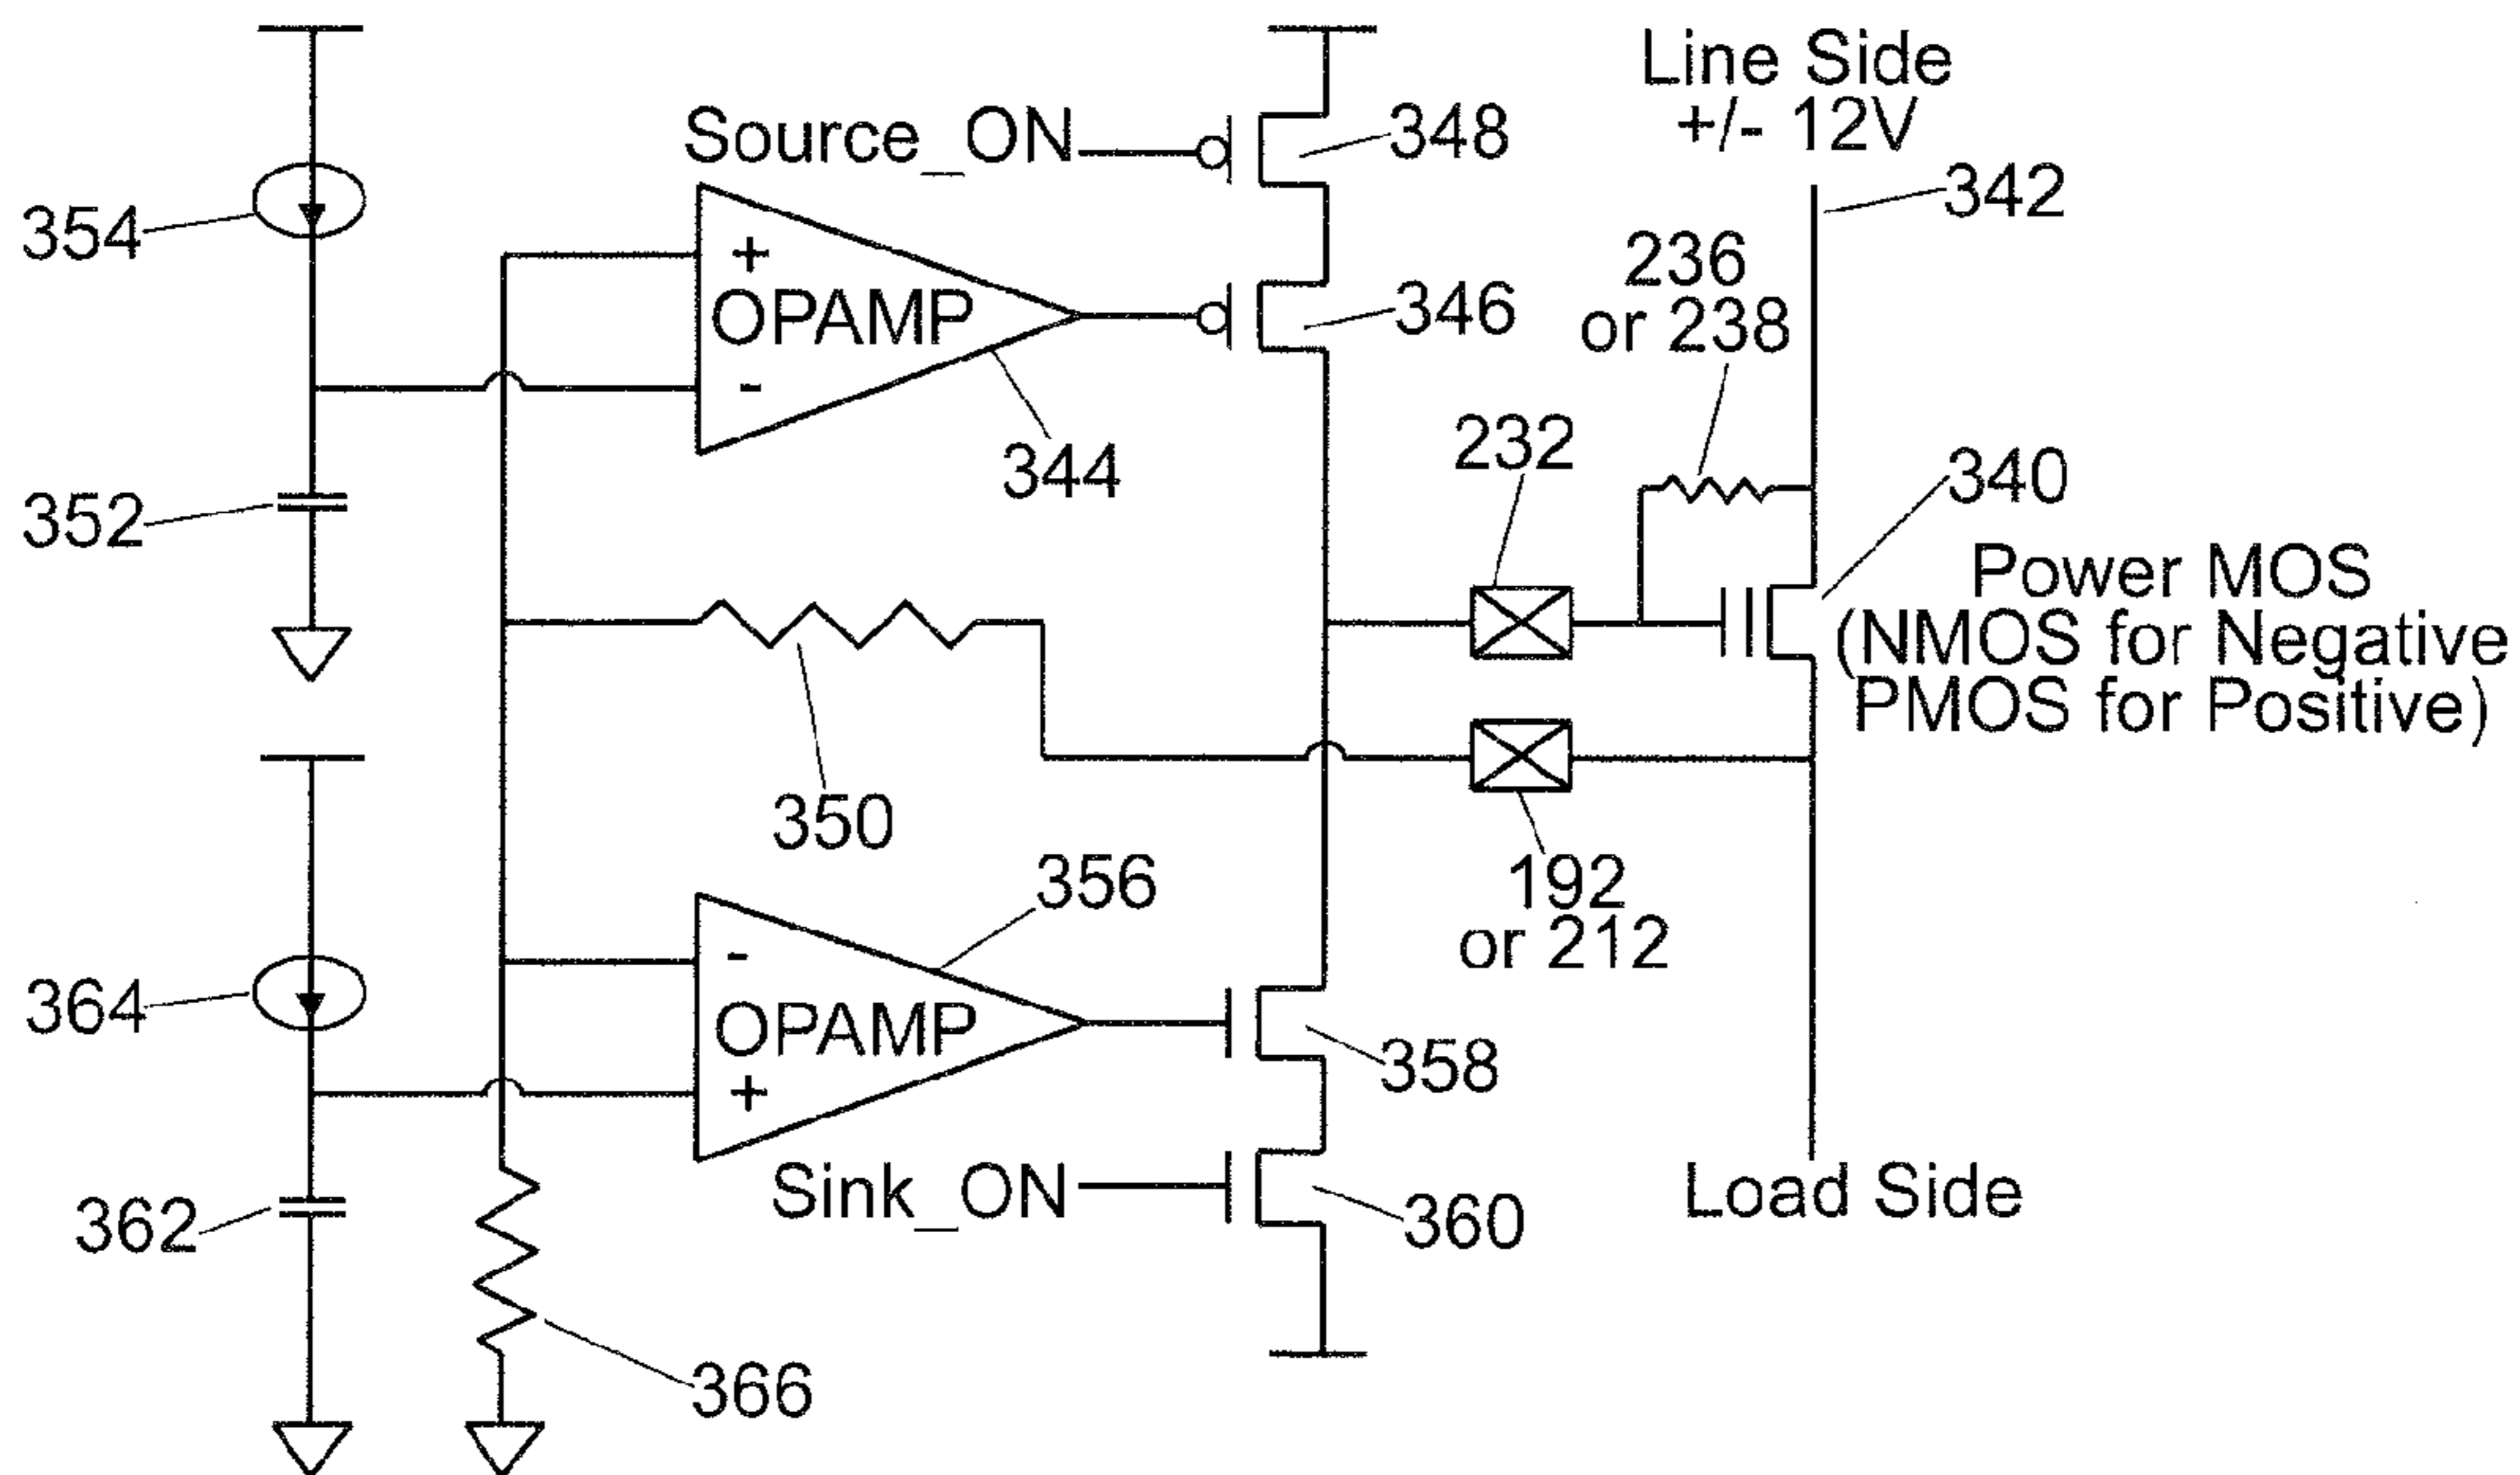 Line Side
+/- 12V
Source_ON
348
342
354
+
OPAMP
-
236
or 238
346
232
344
340
352
Power MOS
(NMOS for Negative
PMOS for Positive)
350
356
192
or 212
-
OPAMP
+
364
358
Sink_ON
Load Side
362
360
366